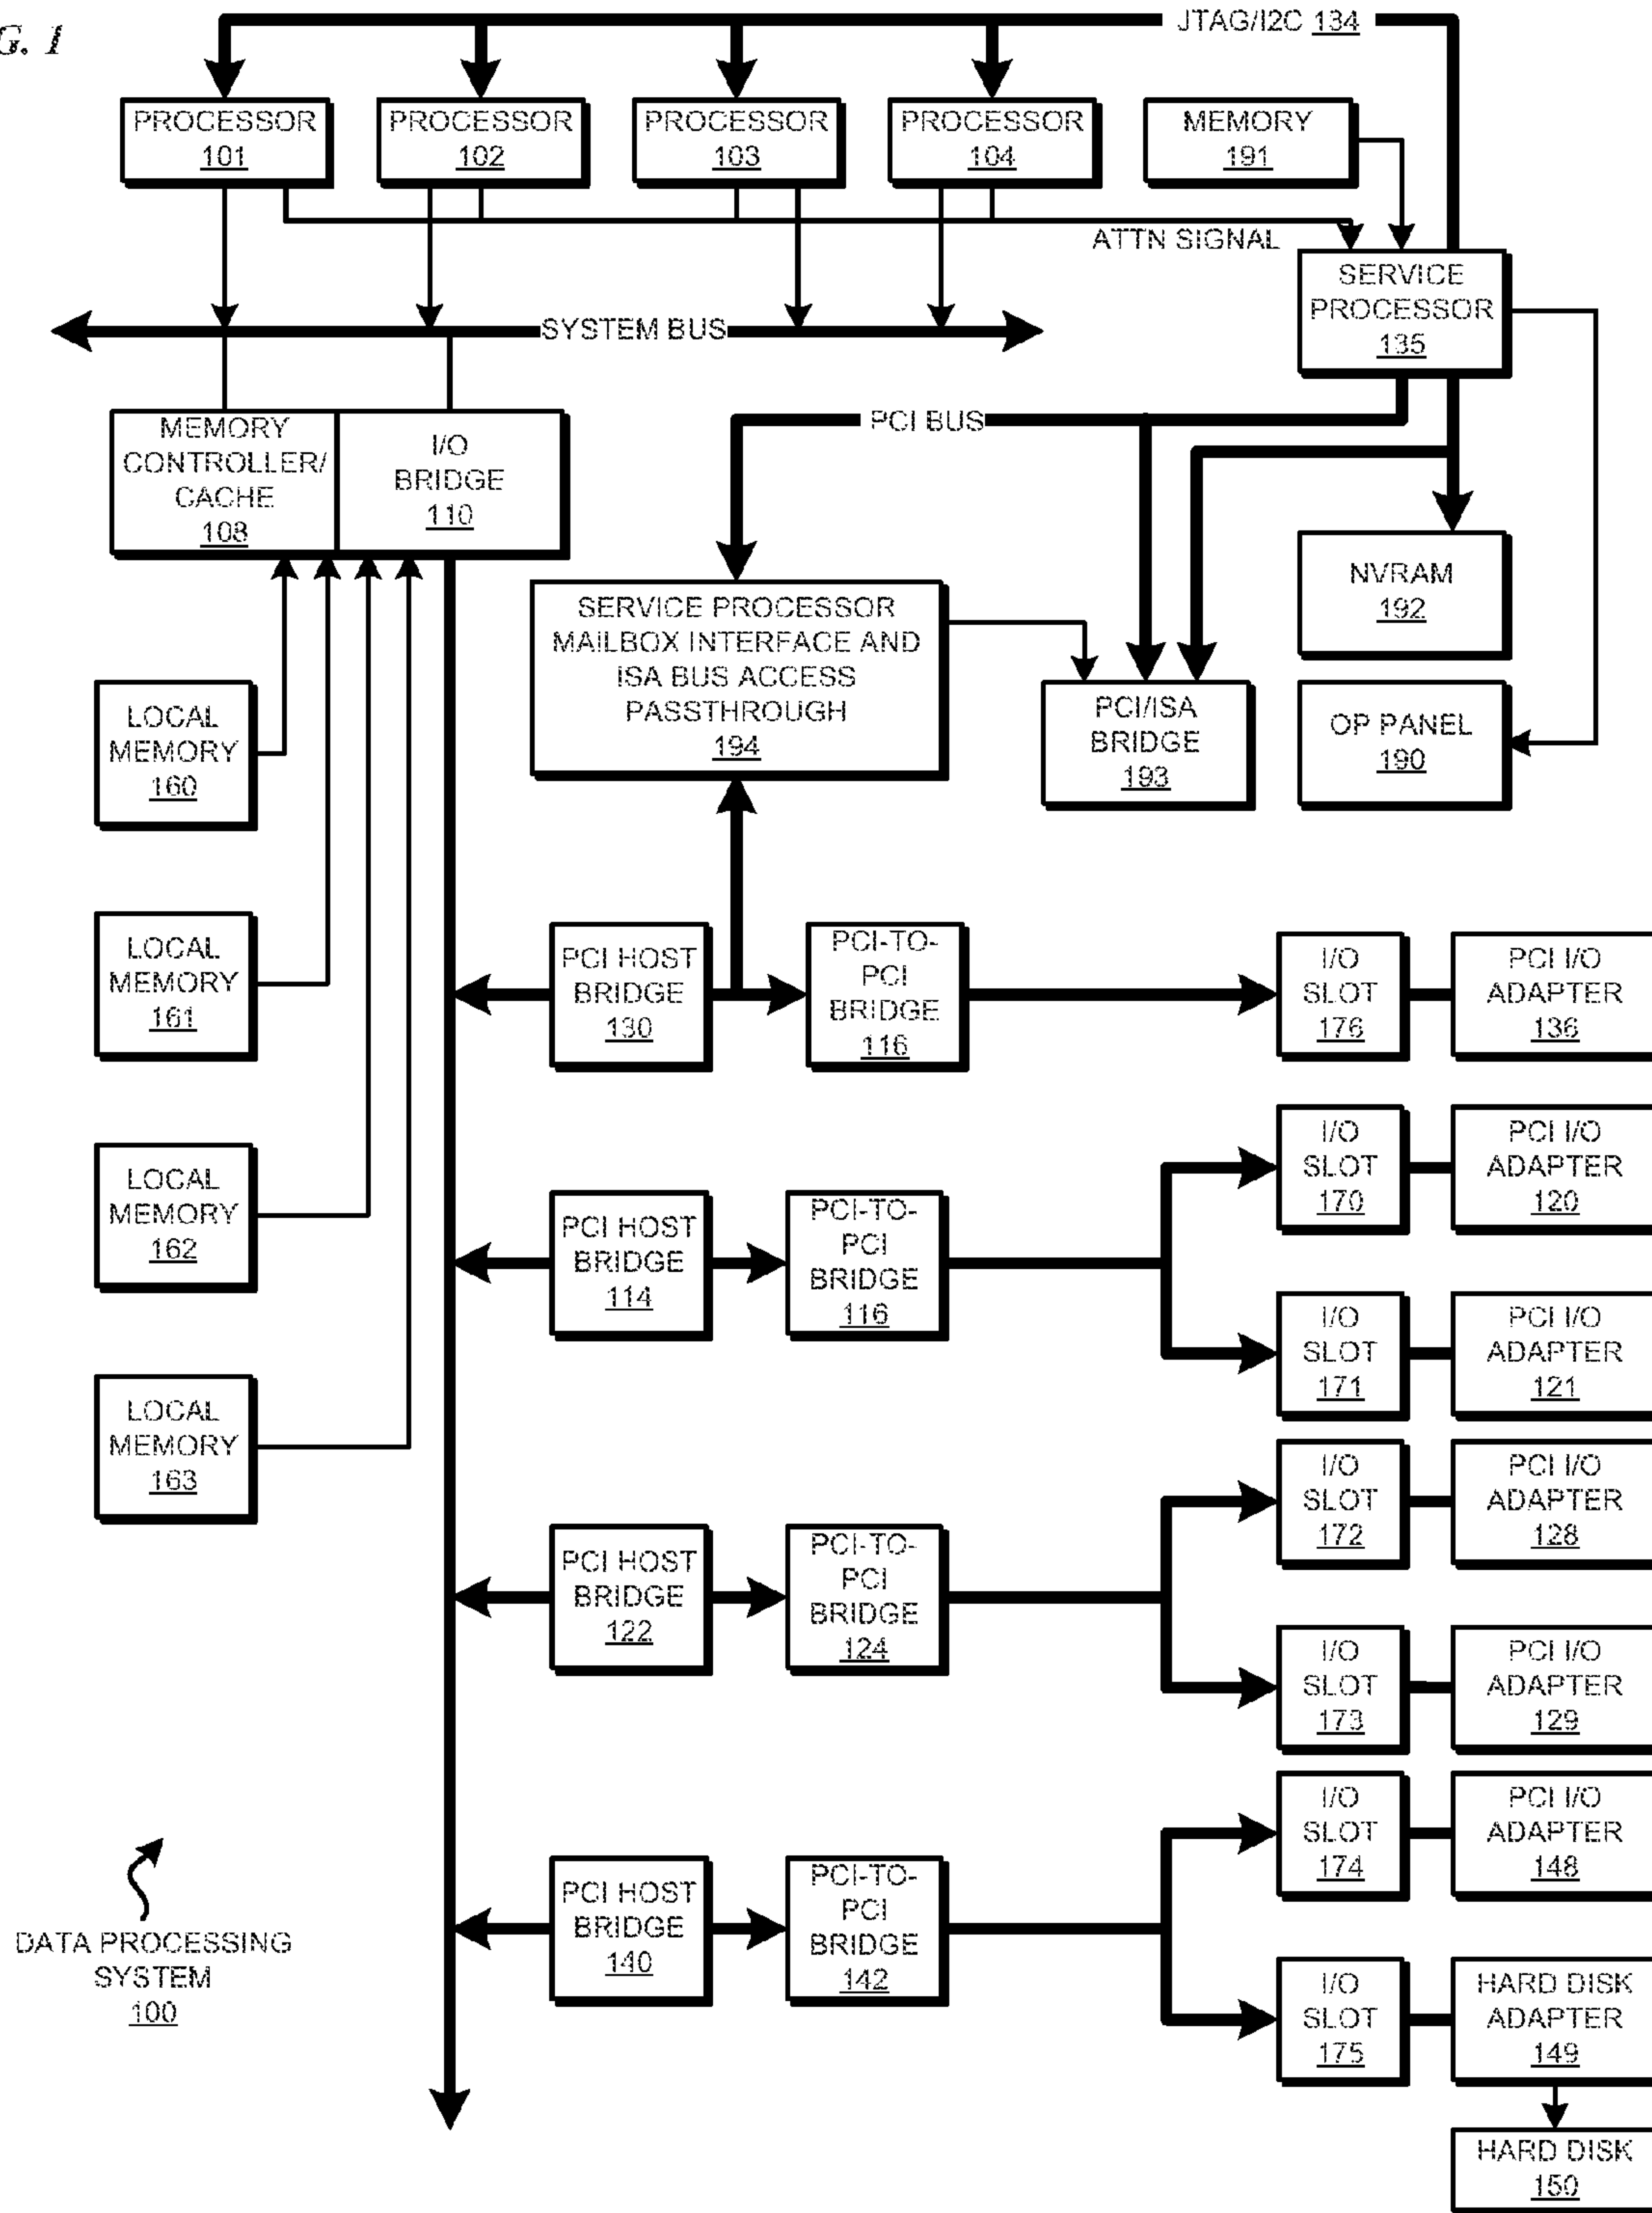 G. 1
JTAG/I2C 134
PROCESSOR
101
PROCESSOR
102
PROCESSOR
103
PROCESSOR
104
MEMORY
191
ATTN SIGNAL
SERVICE
PROCESSOR
135
SYSTEM BUS
MEMORY
CONTROLLER/
CACHE
108
I/O
BRIDGE
110
PCI BUS
NVRAM
192
SERVICE PROCESSOR
MAILBOX INTERFACE AND
ISA BUS ACCESS
PASSTHROUGH
194
PCI/ISA
BRIDGE
193
OP PANEL
190
LOCAL
MEMORY
160
LOCAL
MEMORY
161
LOCAL
MEMORY
162
LOCAL
MEMORY
163
PCI HOST
BRIDGE
130
PCI-TO-
PCI
BRIDGE
116
I/O
SLOT
176
PCI I/O
ADAPTER
136
PCI HOST
BRIDGE
114
PCI-TO-
PCI
BRIDGE
116
I/O
SLOT
170
PCI I/O
ADAPTER
120
I/O
SLOT
171
PCI I/O
ADAPTER
121
PCI HOST
BRIDGE
122
PCI-TO-
PCI
BRIDGE
124
I/O
SLOT
172
PCI I/O
ADAPTER
128
I/O
SLOT
173
PCI I/O
ADAPTER
129
PCI HOST
BRIDGE
140
PCI-TO-
PCI
BRIDGE
142
I/O
SLOT
174
PCI I/O
ADAPTER
148
I/O
SLOT
175
HARD DISK
ADAPTER
149
HARD DISK
150
DATA PROCESSING
SYSTEM
100